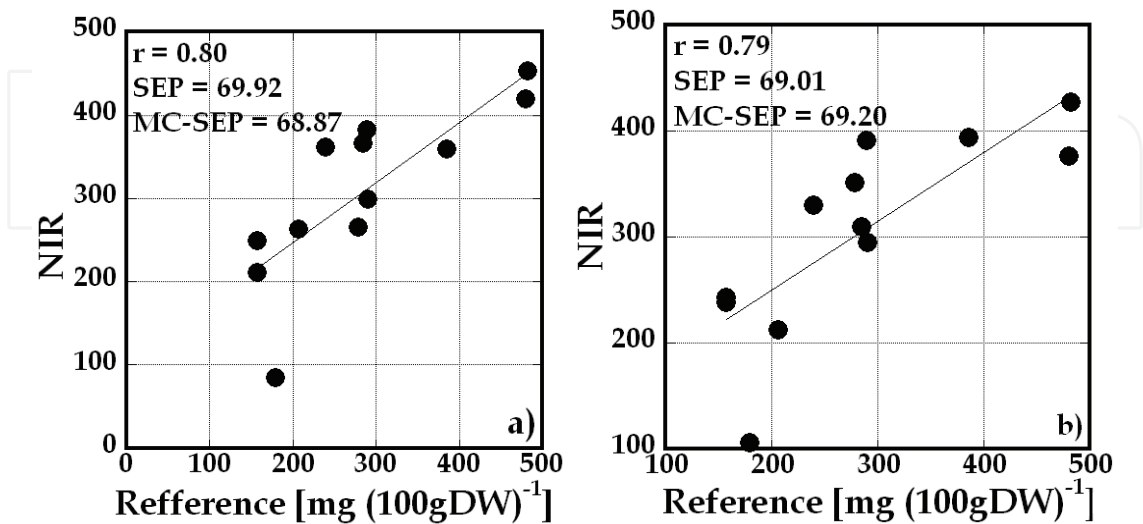 500
r = 0.80
SEP = 69.92
MC-SEP = 68.87
400
300
NIR
200
100
0
a)
0 100 200 300 400 500
Refference [mg (100gDW)-1]
500
r = 0.79
SEP = 69.01
MC-SEP = 69.20
400
NIR
300
200
100
b)
100 200 300 400 500
Reference [mg (100gDW)-1]